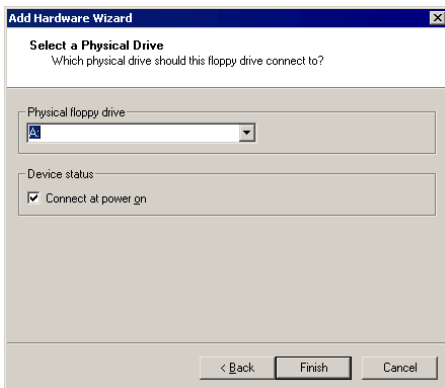 Add Hardware Wizard
Select a Physical Drive
Which physical drive should this floppy drive connect to?
Physical floppy drive
A:
Device status
Connect at power on
< Back
Finish
Cancel